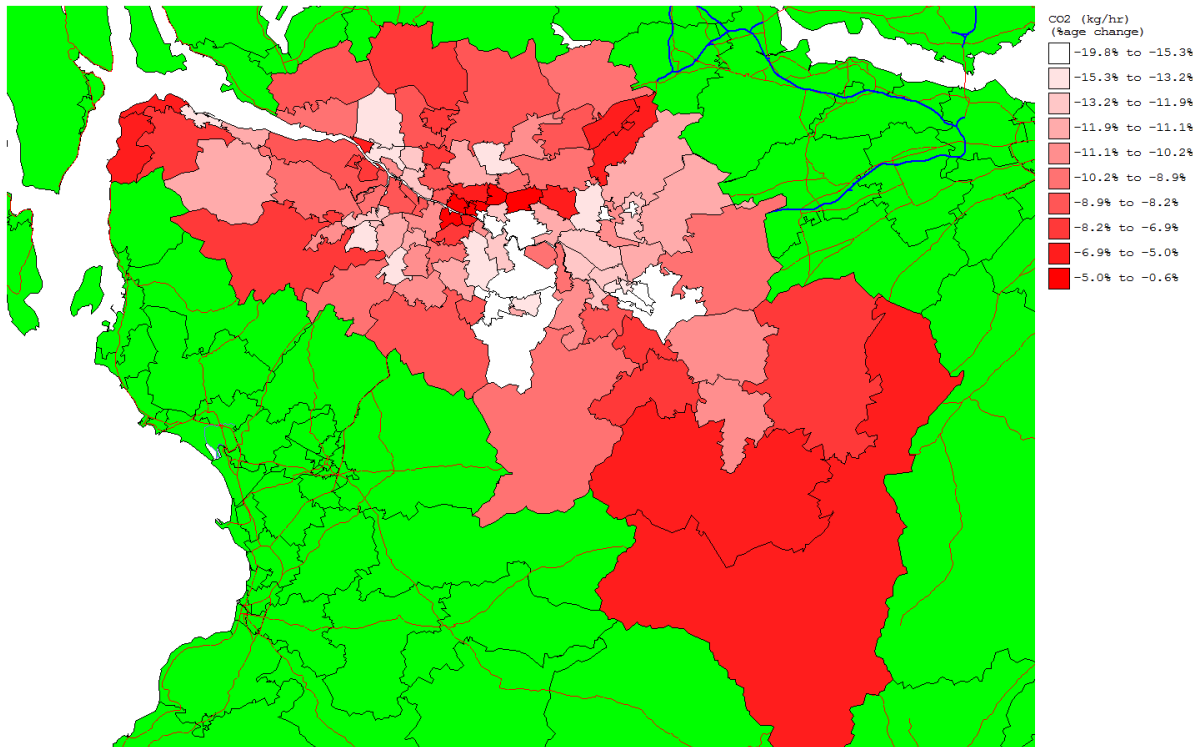 CO2 (kg/hr)
(%age change)
-19.8% to -15.3%
-15.3% to -13.2%
-13.2% to -11.9%
-11.9% to -11.1%
-11.1% to -10.2%
-10.2% to -8.9%
-8.9% to -8.2%
-8.2% to -6.9%
-6.9% to -5.0%
-5.0% to -0.6%